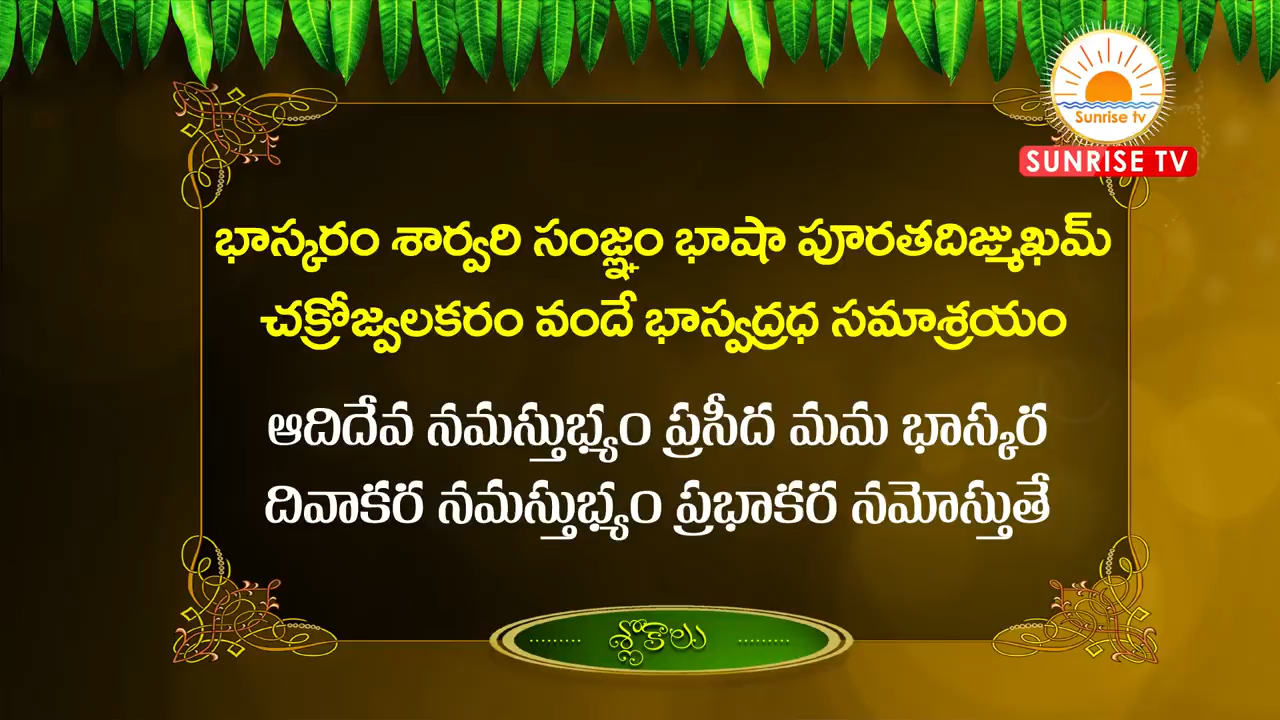 Sunrise tv
SUNRISE TV
భాస్కరం శార్వరి సంజ్ఞం భాషా పూరతదిఙ్ముఖమ్
చక్రోజ్వలకరం వందే భాస్వద్రధ సమాశ్రయం
ఆదిదేవ నమస్తుభ్యం ప్రసీద మమ భాస్కర
దివాకర నమస్తుభ్యం ప్రభాకర నమోస్తుతే
శ్లోకాలు